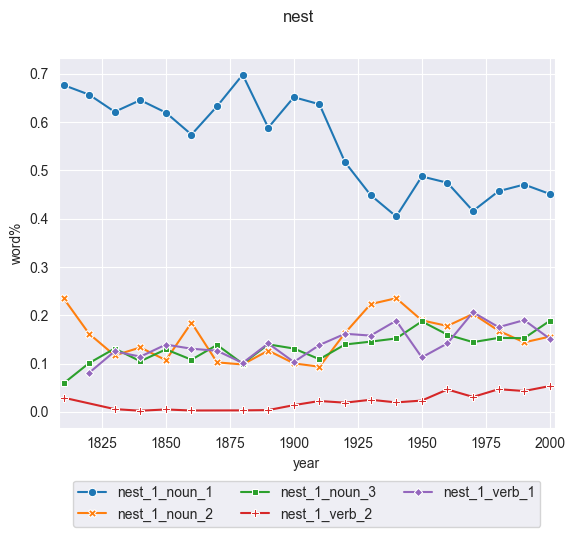 nest
0.7
0.6
0.5
0.4
0.3
0.2
0.1
0.0
word%
1825 1850 1875 1900 1925 1950 1975 2000
year
nest_1_noun_1 nest_1_noun_3 nest_1_verb_1
nest_1_noun_2 nest_1_verb_2